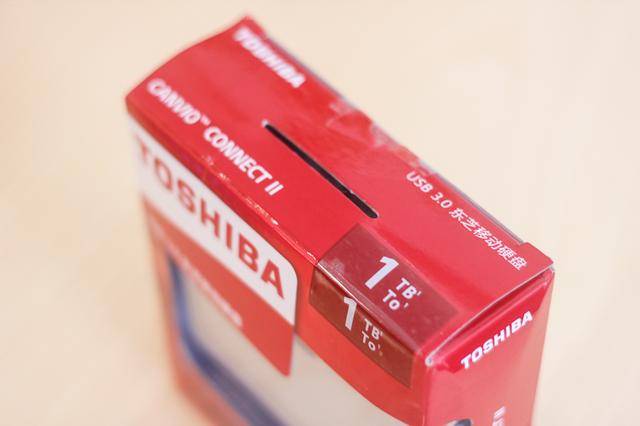 TOSHIBA
CANVIO™ CONNECT II
USB 3.0 东芝移动硬盘
1 TB¹
To¹
TOSHIBA
1 TB¹
To¹
TOSHIBA